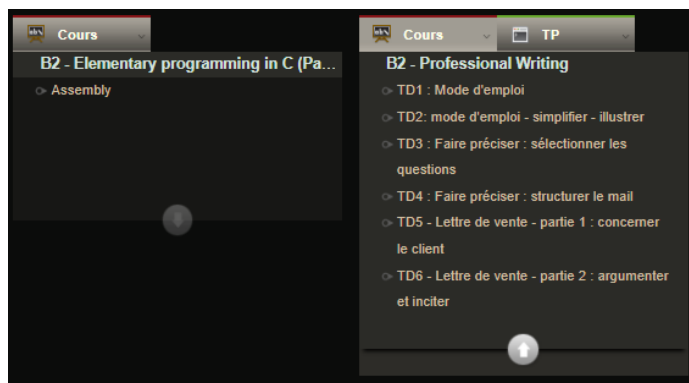 Cours
B2 - Elementary programming in C (Pa...
Assembly
Cours
TP
B2 - Professional Writing
TD1 : Mode d'emploi
TD2: mode d'emploi - simplifier - illustrer
TD3 : Faire préciser : sélectionner les
questions
TD4 : Faire préciser : structurer le mail
TD5 - Lettre de vente - partie 1 : concerner
le client
TD6 - Lettre de vente - partie 2 : argumenter
et inciter